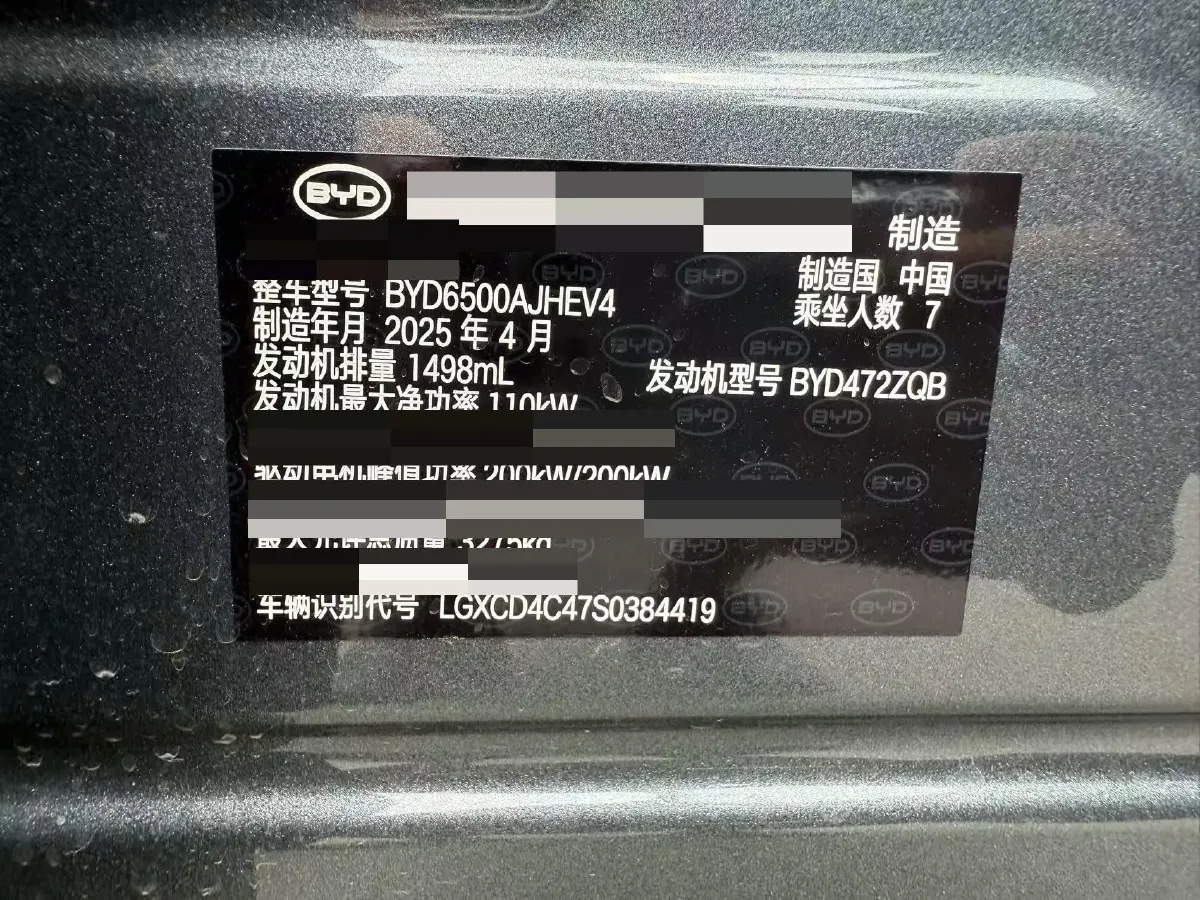 BYD
制造
制造国 中国
整车型号 BYD6500AJHEV4
乘坐人数 7
制造年月 2025 年 4 月
发动机排量 1498mL
发动机型号 BYD472ZQB
发动机最大净功率 110kW
驱动电机峰值功率 200kW/200kW
最大允许总质量 3275kg
车辆识别代号 LGXCD4C47S0384419